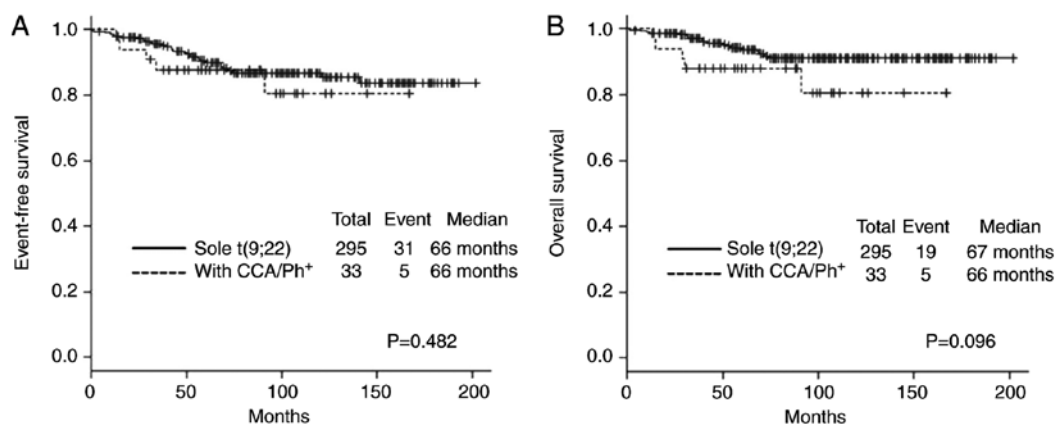 A
Event-free survival
1.0
0.8
0.6
0.4
0.2
0.0
Total Event Median
Sole t(9;22) 295 31 66 months
With CCA/Ph+ 33 5 66 months
P=0.482
0 50 100 150 200
Months
B
Overall survival
1.0
0.8
0.6
0.4
0.2
0.0
Total Event Median
Sole t(9;22) 295 19 67 months
With CCA/Ph+ 33 5 66 months
P=0.096
0 50 100 150 200
Months